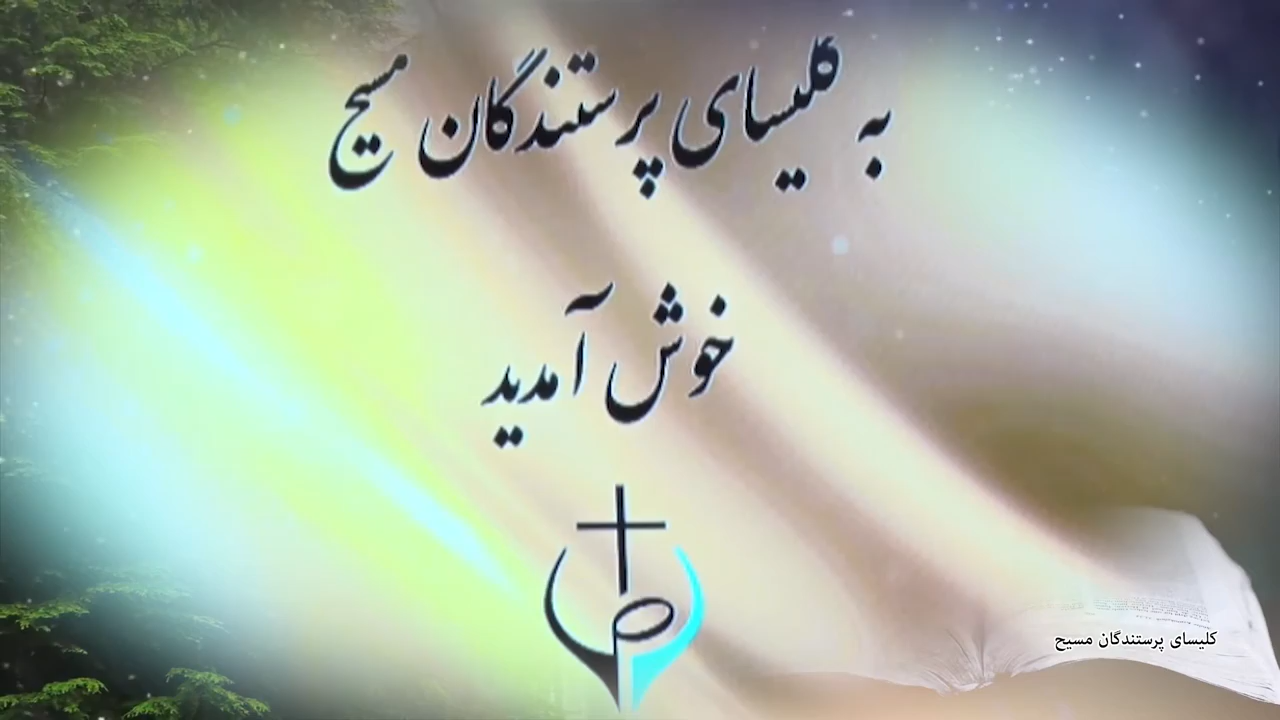 به کلیسای پرستندگان مسیح
خوش آمدید
کلیسای پرستندگان مسیح